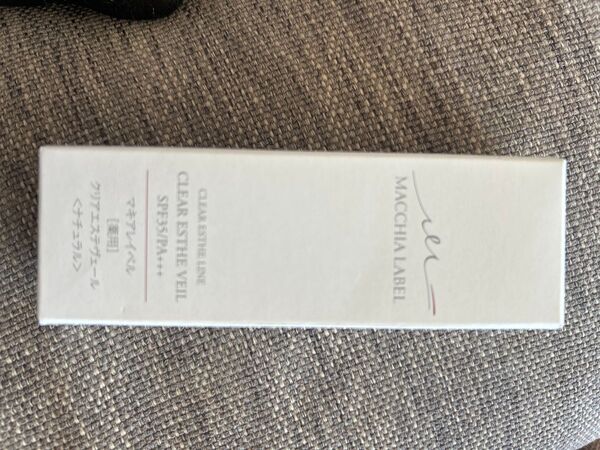 MACCHIA LABEL
CLEAR ESTHE LINE
CLEAR ESTHE VEIL
SPF35/PA+++
マキアレイベル
[薬用]
クリアエステヴェール
<ナチュラル>